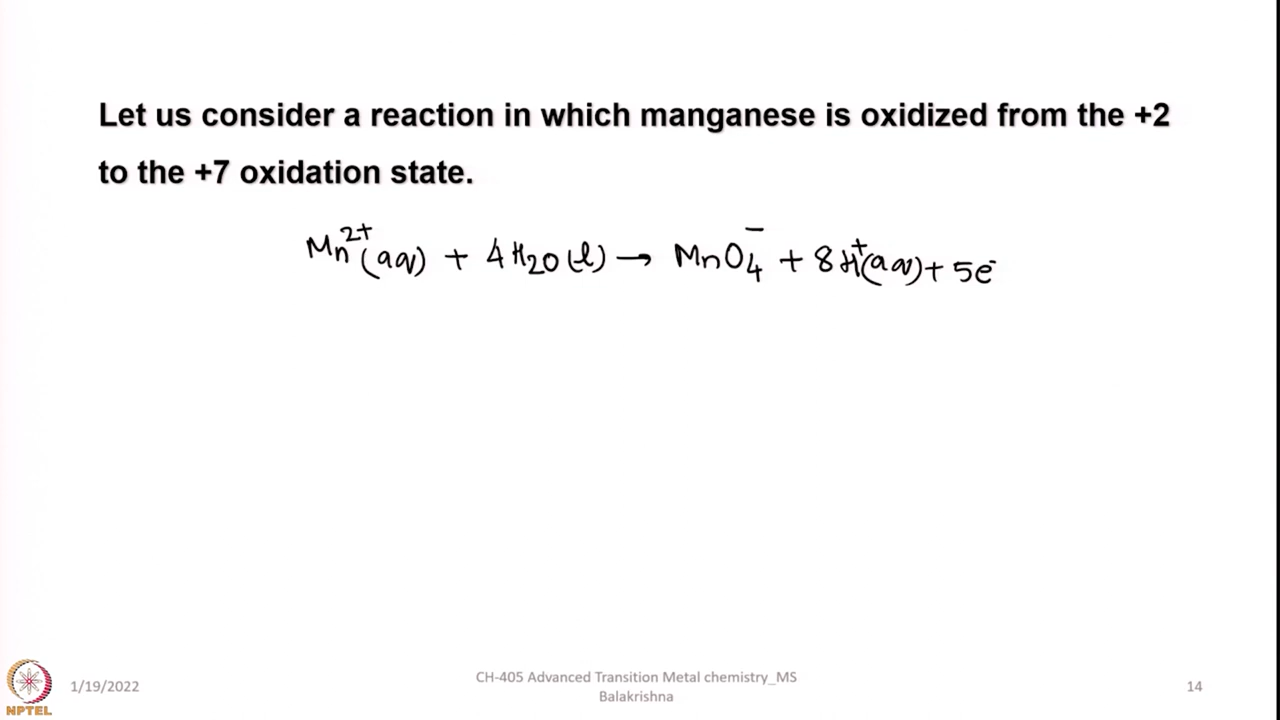 Let us consider a reaction in which manganese is oxidized from the +2
to the +7 oxidation state.
Mn²⁺(aq) + 4H₂O(l) → MnO₄⁻ + 8H⁺(aq) + 5e⁻
NPTEL
1/19/2022
CH-405 Advanced Transition Metal chemistry_MS
Balakrishna
14